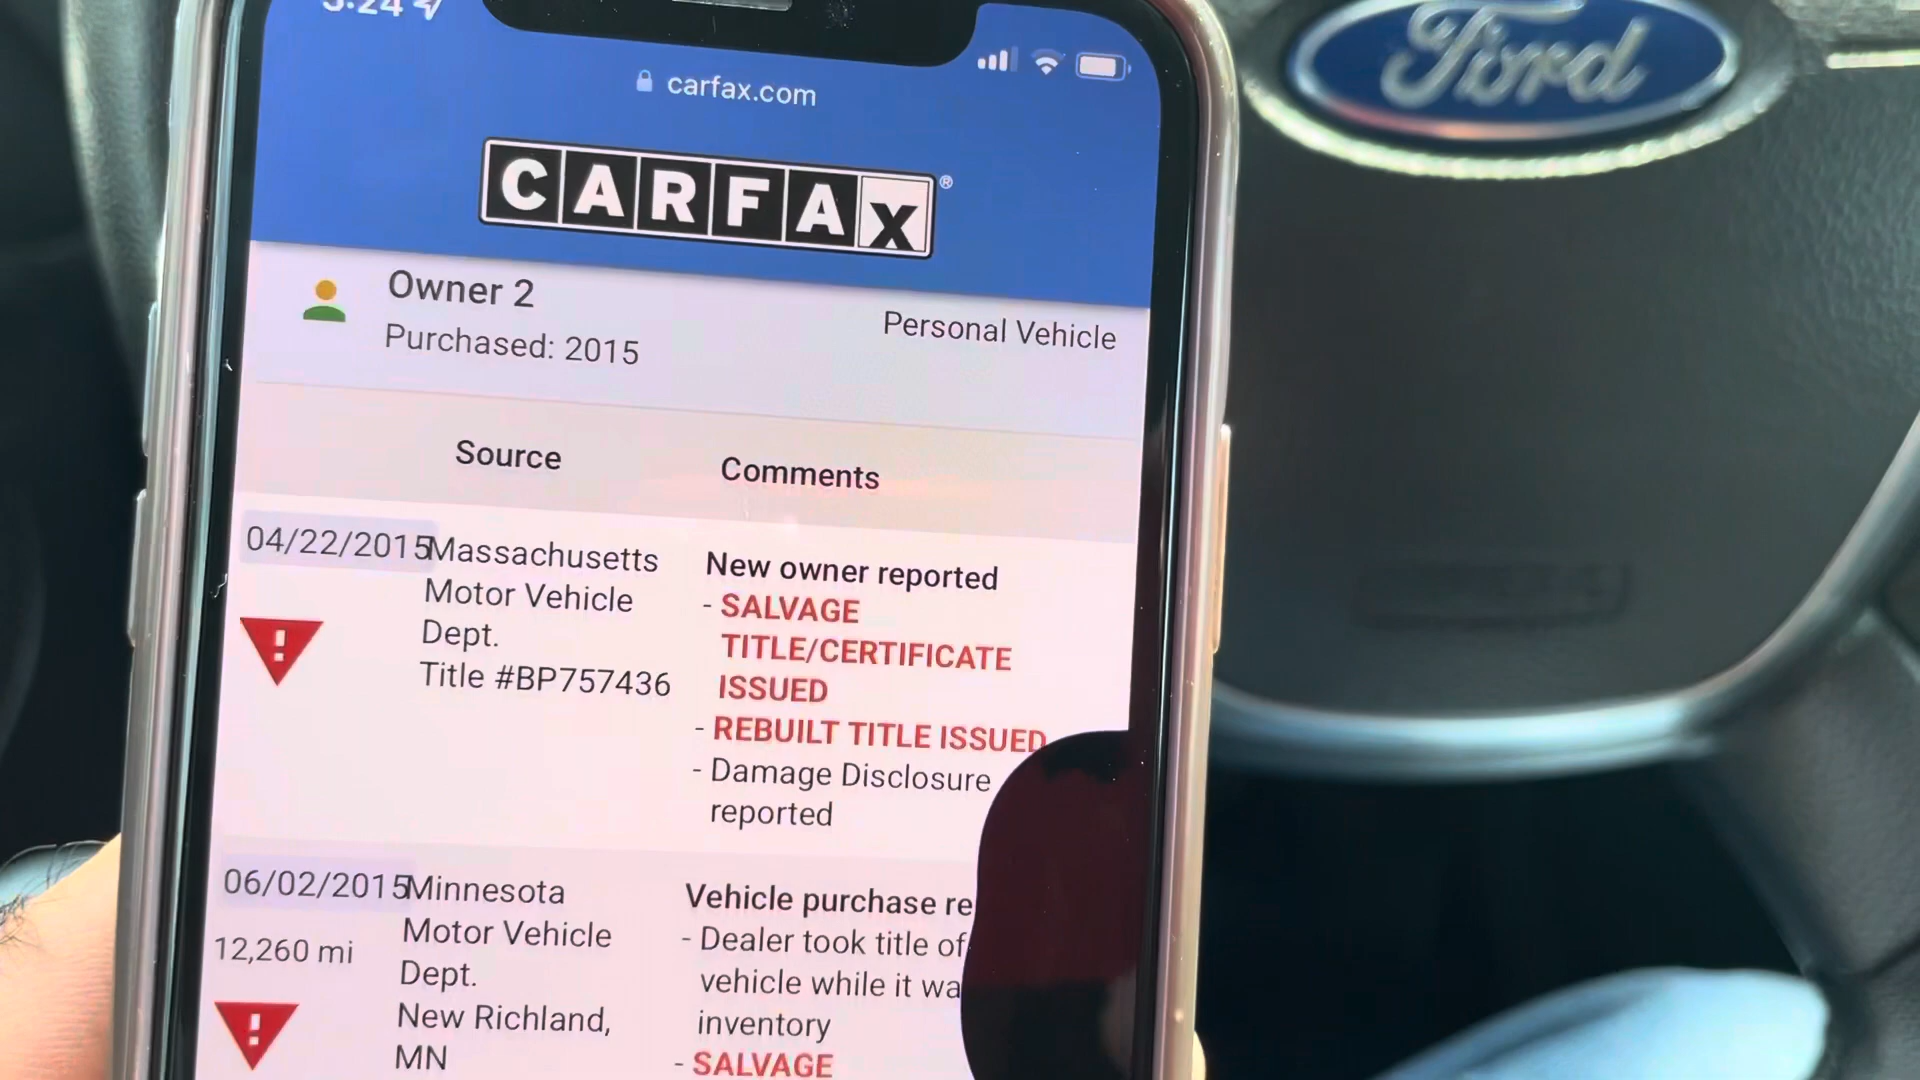 5:24
carfax.com
CARFAX®
Ford
Owner 2
Purchased: 2015
Personal Vehicle
Source
Comments
04/22/2015
Massachusetts
Motor Vehicle
Dept.
Title #BP757436
New owner reported
- SALVAGE
TITLE/CERTIFICATE
ISSUED
- REBUILT TITLE ISSUED
- Damage Disclosure
reported
06/02/2015
12,260 mi
Minnesota
Motor Vehicle
Dept.
New Richland,
MN
Vehicle purchase re
- Dealer took title of
vehicle while it wa
inventory
- SALVAGE